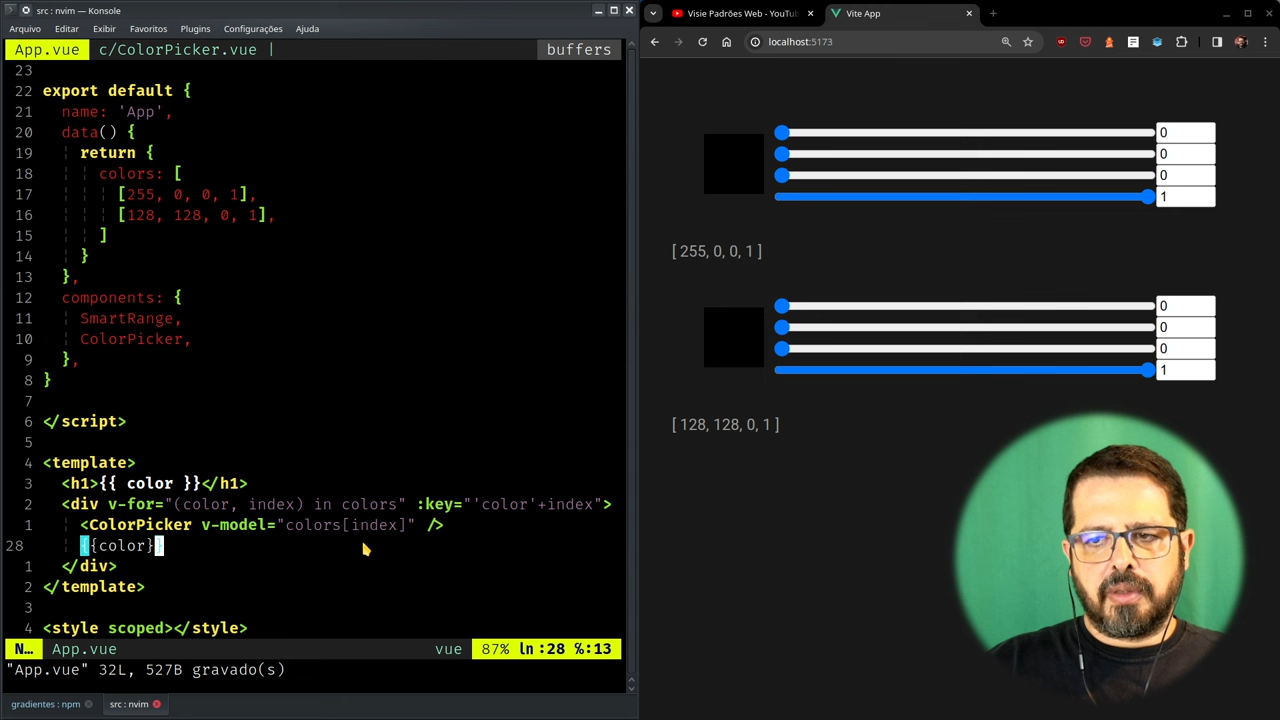 src : nvim — Konsole
Arquivo Editar Exibir Favoritos Plugins Configurações Ajuda
App.vue c/ColorPicker.vue | buffers
23
22 export default {
21 name: 'App',
20 data() {
19 return {
18 colors: [
17 [255, 0, 0, 1],
16 [128, 128, 0, 1],
15 ]
14 }
13 },
12 components: {
11 SmartRange,
10 ColorPicker,
9 },
8 }
7
6 </script>
5
4 <template>
3 <h1>{{ color }}</h1>
2 <div v-for="(color, index) in colors" :key="'color'+index">
1 <ColorPicker v-model="colors[index]" />
28 {{color}}
1 </div>
2 </template>
3
4 <style scoped></style>
N… App.vue vue 87% ln:28 %:13
"App.vue" 32L, 527B gravado(s)
gradientes : npm src : nvim
Visie Padrões Web - YouTub Vite App
localhost:5173
0
0
0
1
[ 255, 0, 0, 1 ]
0
0
0
1
[ 128, 128, 0, 1 ]